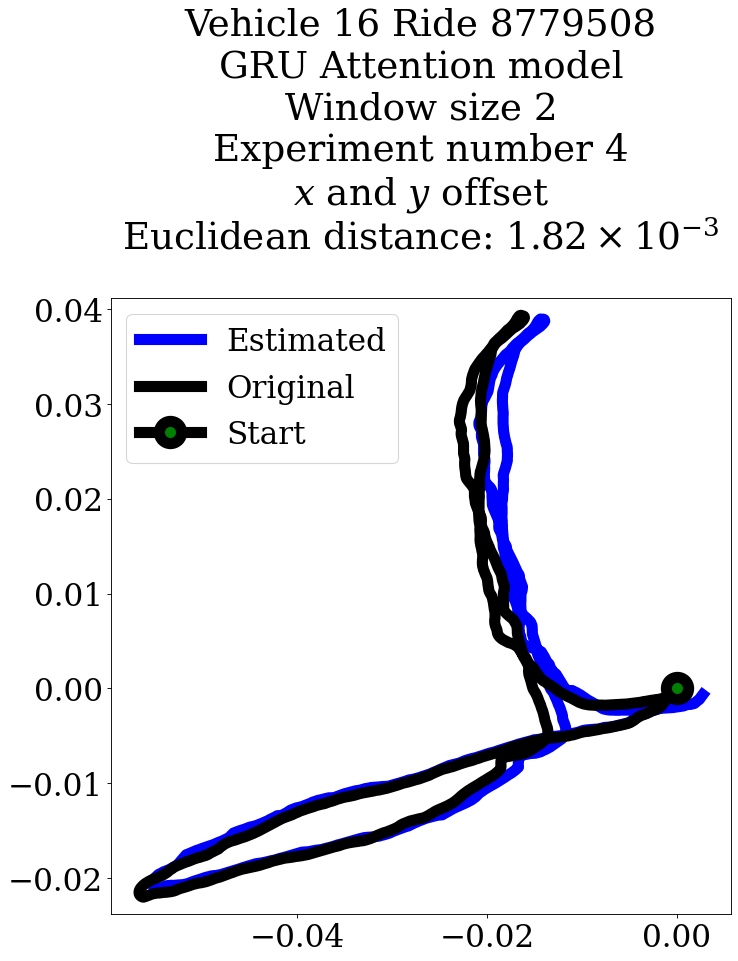 Vehicle 16 Ride 8779508
GRU Attention model
Window size 2
Experiment number 4
x and y offset
Euclidean distance: 1.82 × 10⁻³
0.04
0.03
0.02
0.01
0.00
−0.01
−0.02
Estimated
Original
Start
−0.04
−0.02
0.00